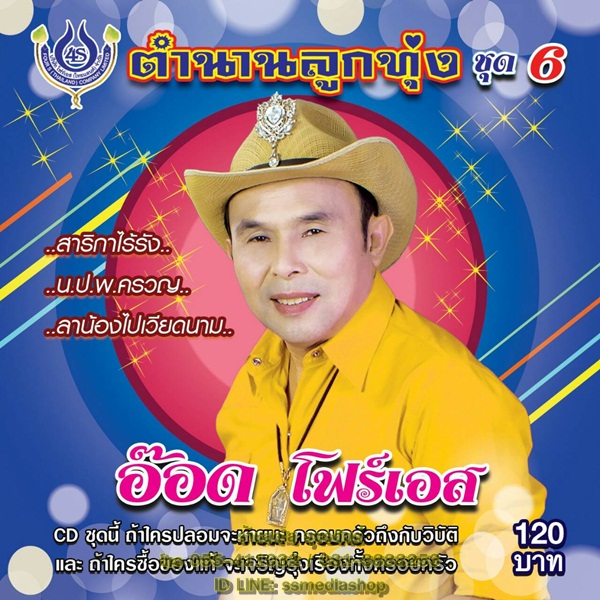 4S
FOUR S (THAILAND) COMPANY LIMITED
ตำนานลูกทุ่ง ชุด 6
..สาริกาไร้รัง..
..น.ป.พ.ครวญ..
..ลาน้องไปเวียดนาม..
อ๊อด โฟร์เอส
CD ชุดนี้ ถ้าใครปลอมจะหายนะ ครอบครัวถึงกับวิบัติ
และ ถ้าใครซื้อของแท้ จะเจริญรุ่งเรืองทั้งครอบครัว
120
บาท
ID LINE: ssmediashop